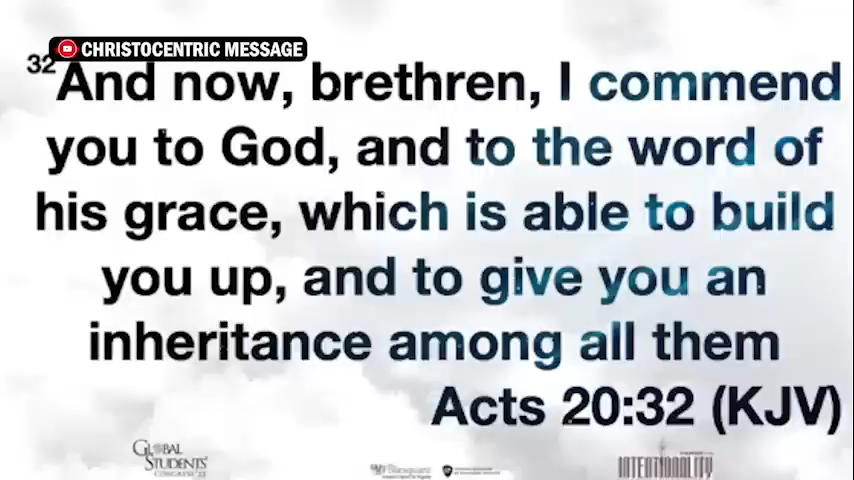 CHRISTOCENTRIC MESSAGE
32 And now, brethren, I commend
you to God, and to the word of
his grace, which is able to build
you up, and to give you an
inheritance among all them
Acts 20:32 (KJV)
GLOBAL
STUDENTS'
CONGRESS'23
INTENTIONALITY